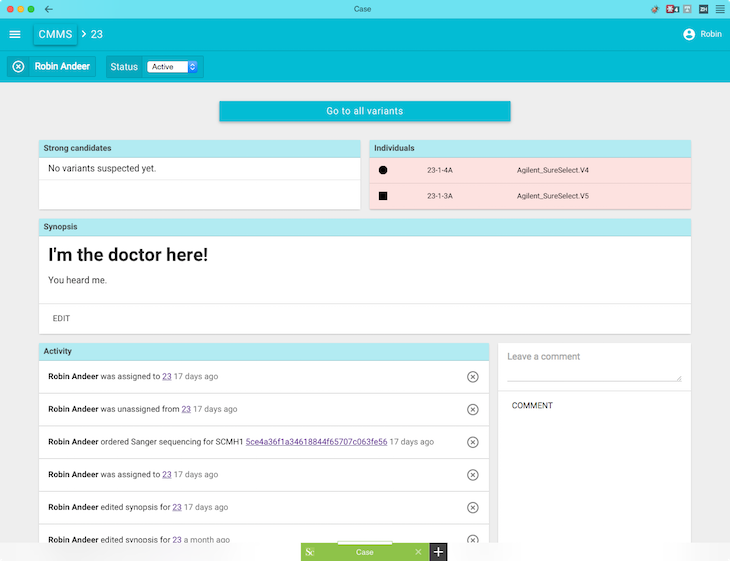 Case
CMMS > 23
Robin
Robin Andeer
Status
Active
Go to all variants
Strong candidates
No variants suspected yet.
Individuals
23-1-4A Agilent_SureSelect.V4
23-1-3A Agilent_SureSelect.V5
Synopsis
I'm the doctor here!
You heard me.
EDIT
Activity
Robin Andeer was assigned to 23 17 days ago
Robin Andeer was unassigned from 23 17 days ago
Robin Andeer ordered Sanger sequencing for SCMH1 5ce4a36f1a34618844f65707c063fe56 17 days ago
Robin Andeer was assigned to 23 17 days ago
Robin Andeer edited synopsis for 23 17 days ago
Robin Andeer edited synopsis for 23 a month ago
Leave a comment
COMMENT
Sc Case